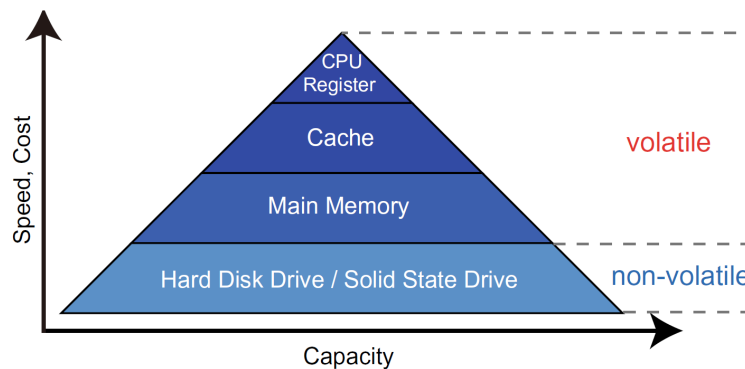 CPU
Register
Cache
volatile
Main Memory
Hard Disk Drive / Solid State Drive
non-volatile
Speed, Cost
Capacity